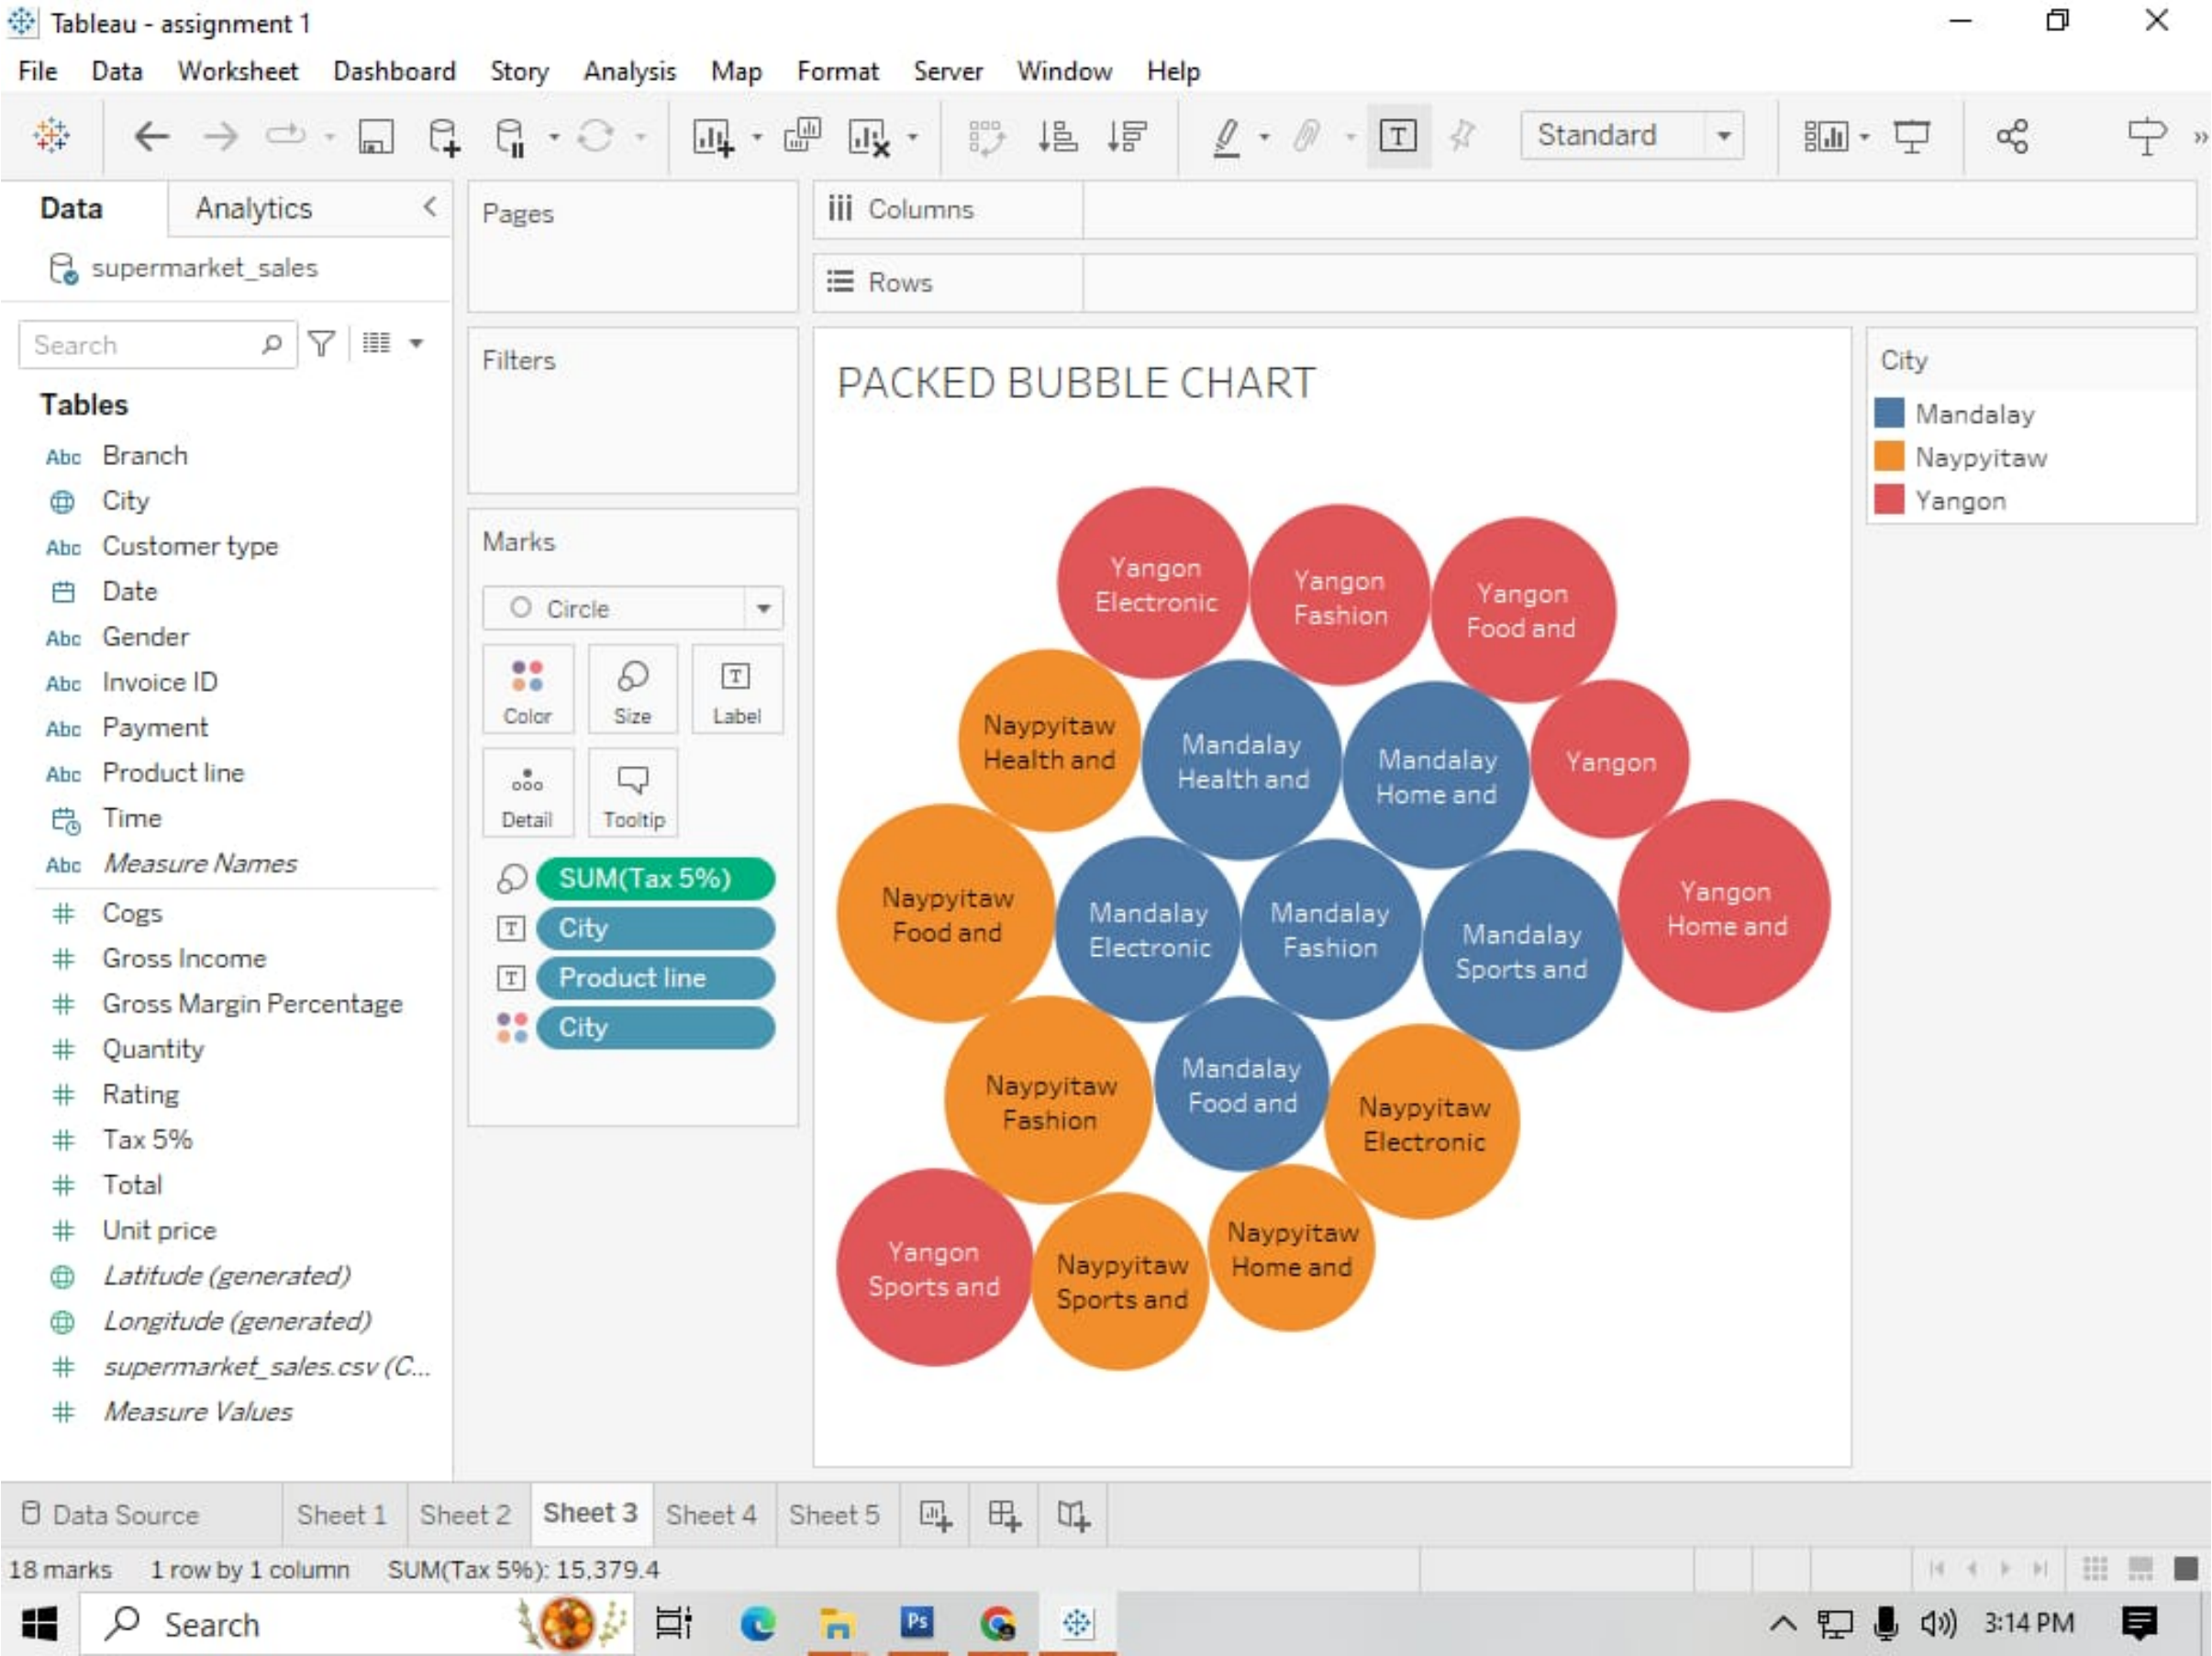 Tableau - assignment 1
File Data Worksheet Dashboard Story Analysis Map Format Server Window Help
Standard
Data Analytics
supermarket_sales
Search
Tables
Abc Branch
City
Abc Customer type
Date
Abc Gender
Abc Invoice ID
Abc Payment
Abc Product line
Time
Abc Measure Names
# Cogs
# Gross Income
# Gross Margin Percentage
# Quantity
# Rating
# Tax 5%
# Total
# Unit price
Latitude (generated)
Longitude (generated)
# supermarket_sales.csv (C...
# Measure Values
Pages
Filters
Marks
Circle
Color Size Label
Detail Tooltip
SUM(Tax 5%)
City
Product line
City
Columns
Rows
PACKED BUBBLE CHART
Yangon
Electronic
Yangon
Fashion
Yangon
Food and
Naypyitaw
Health and
Mandalay
Health and
Mandalay
Home and
Yangon
Naypyitaw
Food and
Mandalay
Electronic
Mandalay
Fashion
Mandalay
Sports and
Yangon
Home and
Naypyitaw
Fashion
Mandalay
Food and
Naypyitaw
Electronic
Yangon
Sports and
Naypyitaw
Sports and
Naypyitaw
Home and
City
Mandalay
Naypyitaw
Yangon
Data Source Sheet 1 Sheet 2 Sheet 3 Sheet 4 Sheet 5
18 marks 1 row by 1 column SUM(Tax 5%): 15,379.4
Search
Ps
3:14 PM